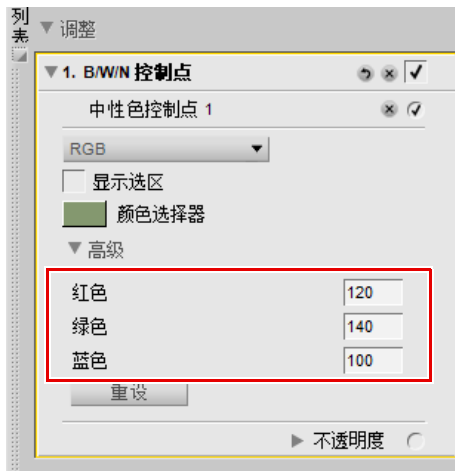 列表
调整
1. B/W/N 控制点
中性色控制点 1
RGB
显示选区
颜色选择器
高级
红色 120
绿色 140
蓝色 100
重设
不透明度